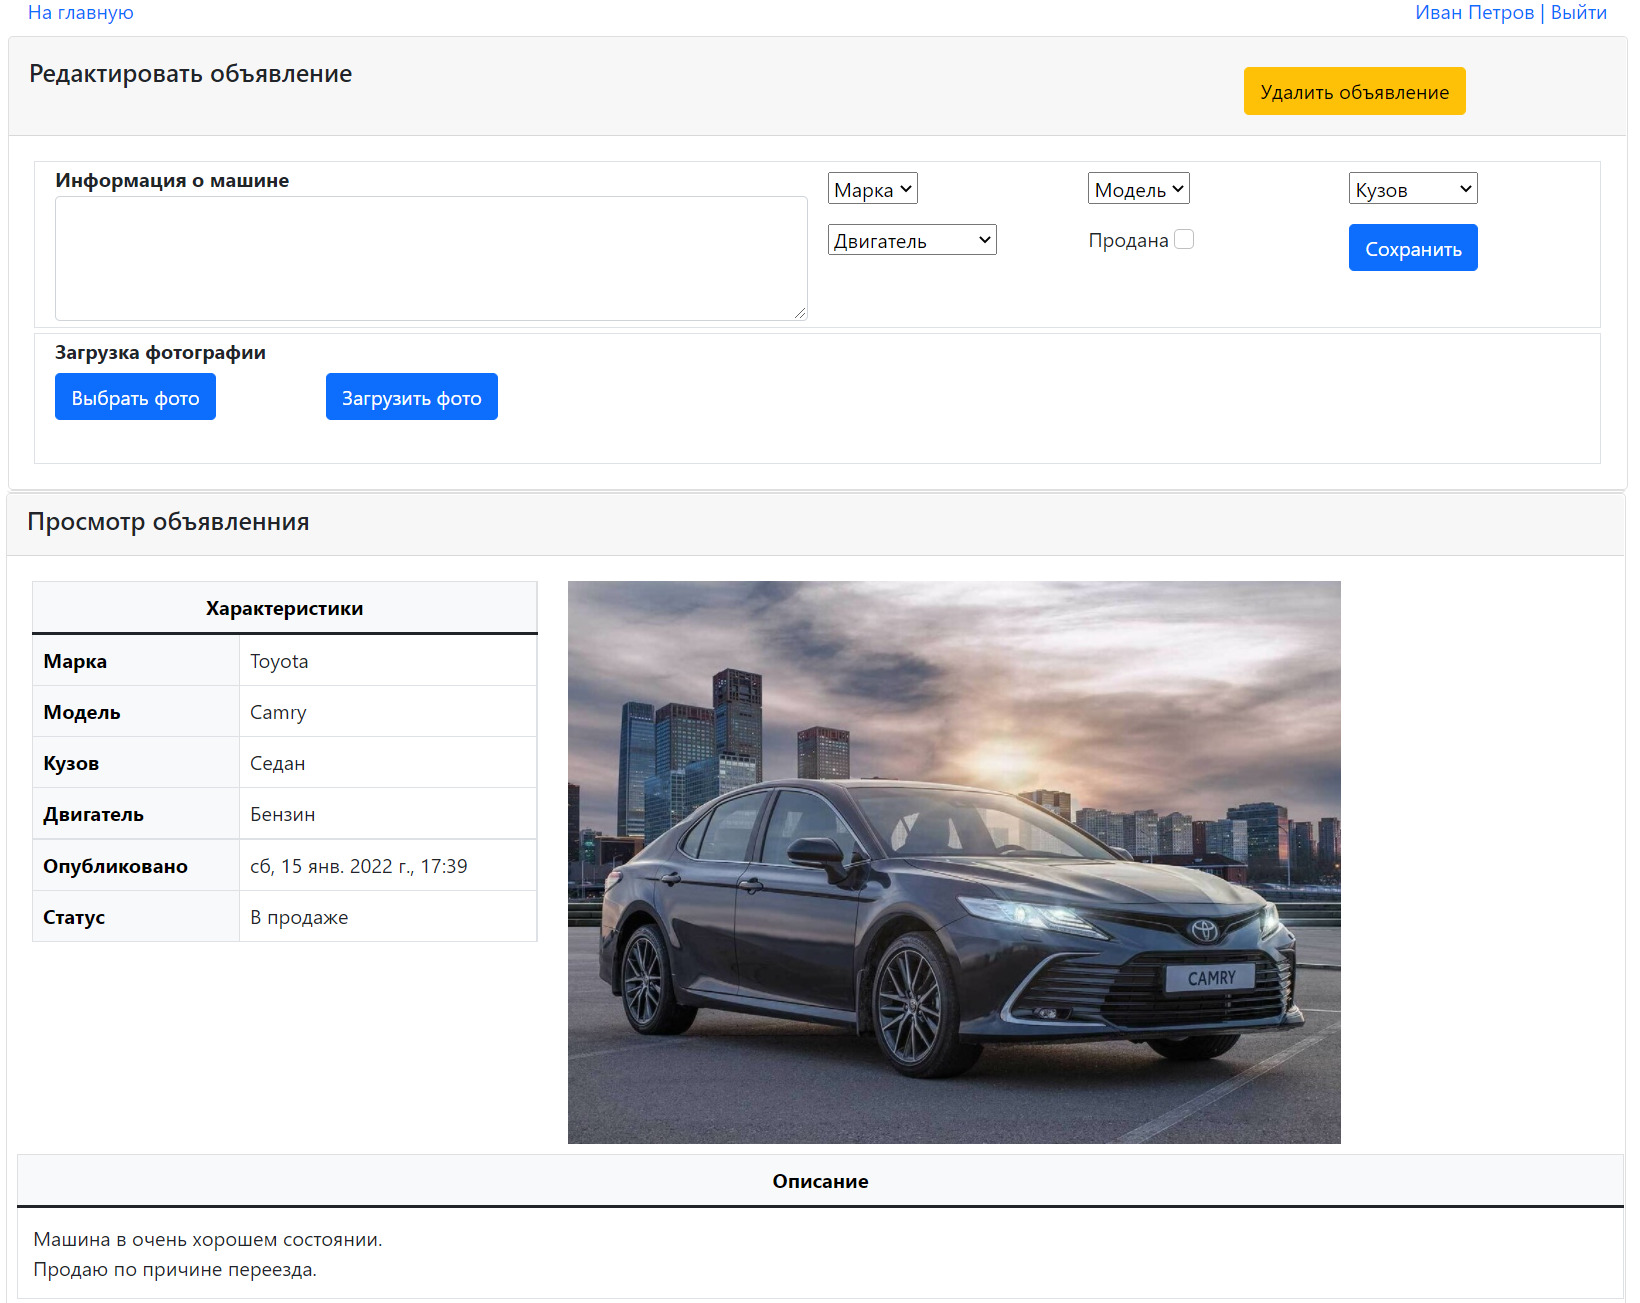 На главную
Иван Петров | Выйти
Редактировать объявление
Удалить объявление
Информация о машине
Марка
Модель
Кузов
Двигатель
Продана
Сохранить
Загрузка фотографии
Выбрать фото
Загрузить фото
Просмотр объявленния
Характеристики
Марка Toyota
Модель Camry
Кузов Седан
Двигатель Бензин
Опубликовано сб, 15 янв. 2022 г., 17:39
Статус В продаже
CAMRY
Описание
Машина в очень хорошем состоянии.
Продаю по причине переезда.